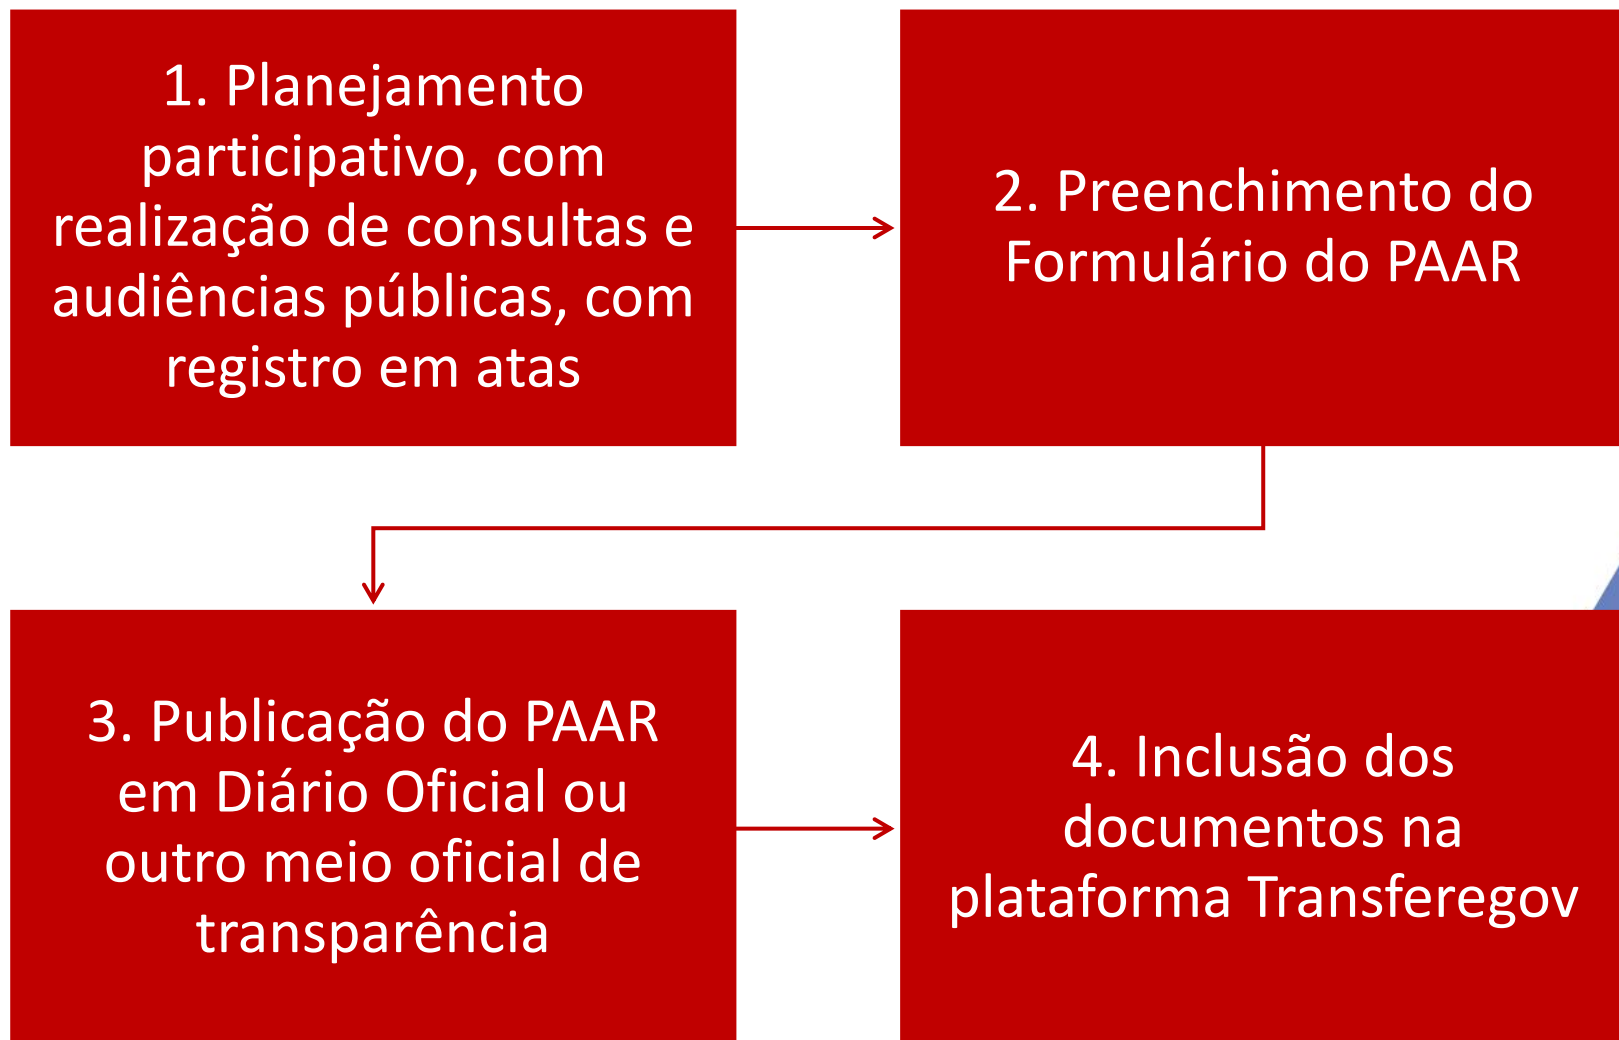 1. Planejamento
participativo, com
realização de consultas e
audiências públicas, com
registro em atas
2. Preenchimento do
Formulário do PAAR
3. Publicação do PAAR
em Diário Oficial ou
outro meio oficial de
transparência
4. Inclusão dos
documentos na
plataforma Transferegov